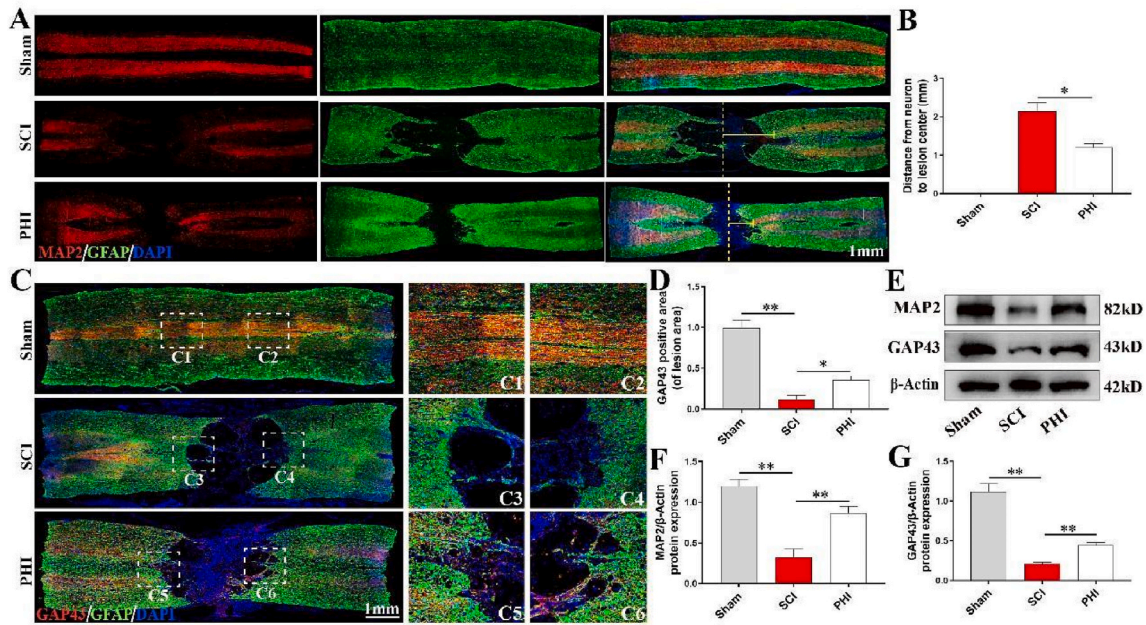 A
Sham
SCI
PHI
MAP2/GFAP/DAPI
1mm
B
Distance from neuron
to lesion center (mm)
3
2
1
0
*
Sham
SCI
PHI
C
Sham
C1
C2
C1
C2
SCI
C3
C4
C3
C4
PHI
C5
C6
C5
C6
GAP43/GFAP/DAPI
1mm
D
GAP43 positive area
(of lesion area)
1.5
1.0
0.5
0.0
**
*
Sham
SCI
PHI
E
MAP2
82kD
GAP43
43kD
β-Actin
42kD
Sham
SCI
PHI
F
MAP2/β-Actin
protein expression
1.5
1.0
0.5
0.0
**
**
Sham
SCI
PHI
G
GAP43/β-Actin
protein expression
1.5
1.0
0.5
0.0
**
**
Sham
SCI
PHI